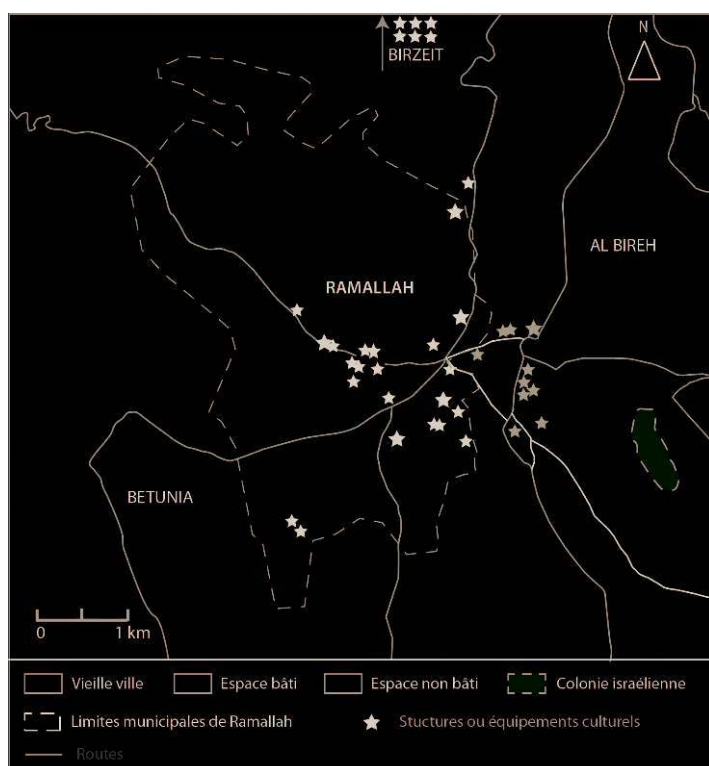 BIRZEIT
N
AL BIREH
RAMALLAH
BETUNIA
0 1 km
Vieille ville Espace bâti Espace non bâti Colonie israélienne
Limites municipales de Ramallah Stuctures ou équipements culturels
Routes